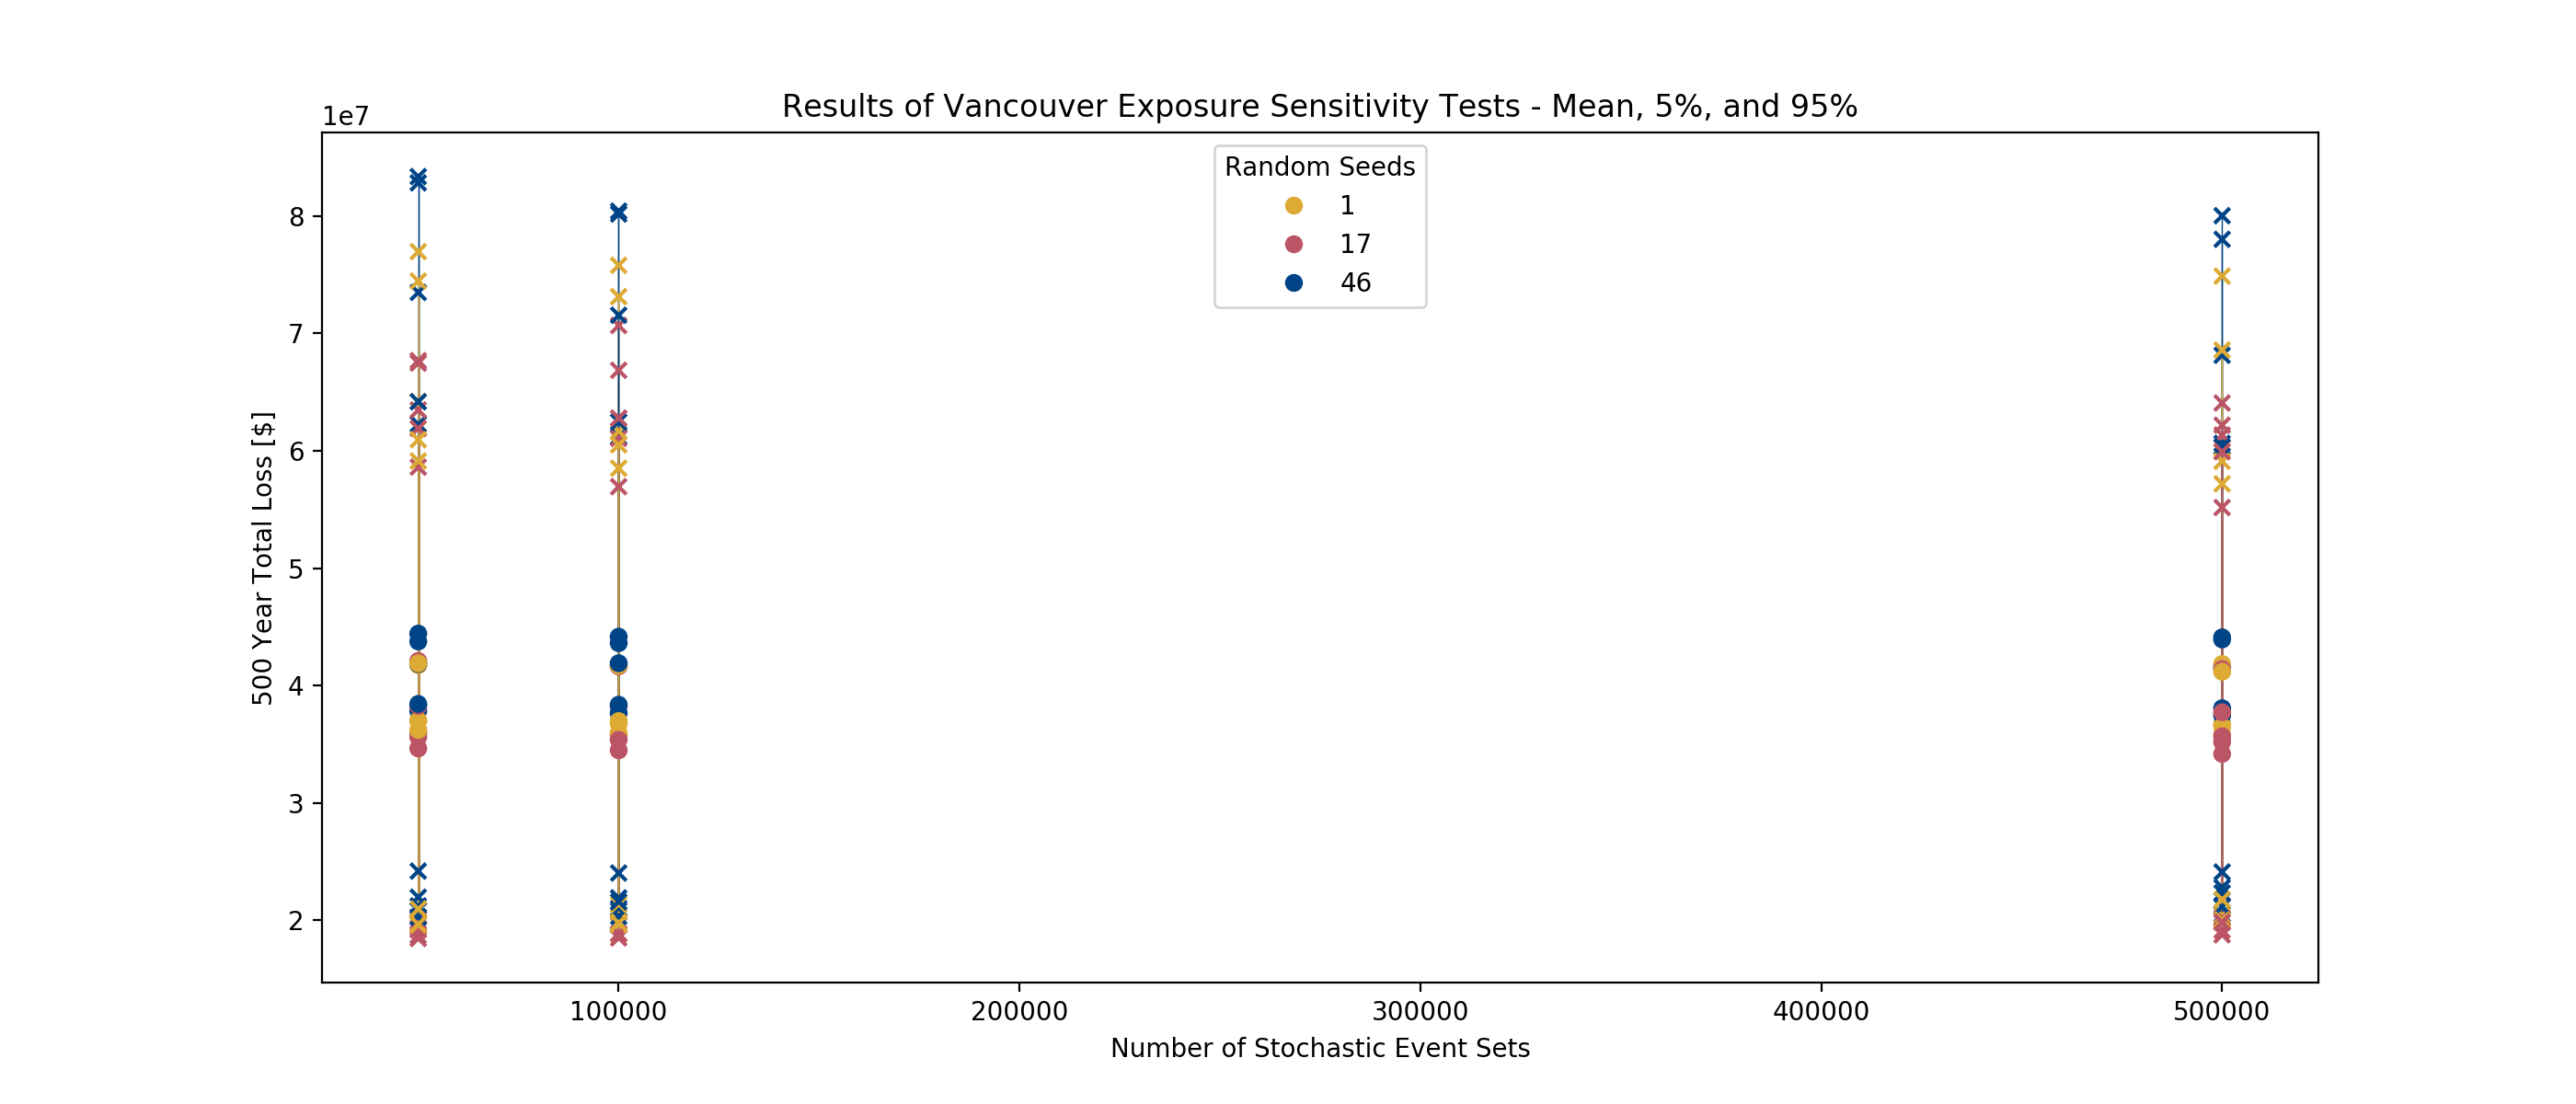 Results of Vancouver Exposure Sensitivity Tests - Mean, 5%, and 95%
1e7
Random Seeds
1
17
46
8
7
6
5
4
3
2
500 Year Total Loss [$]
100000 200000 300000 400000 500000
Number of Stochastic Event Sets